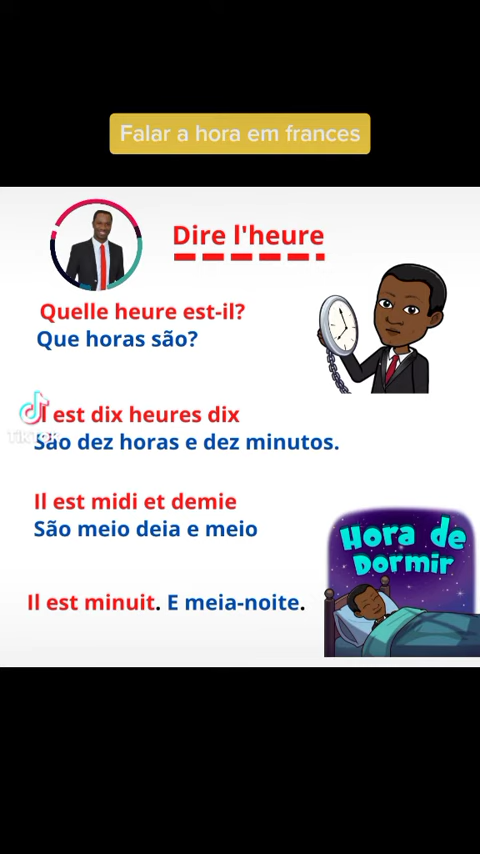 Falar a hora em frances
Dire l'heure
Quelle heure est-il?
Que horas são?
Il est dix heures dix
São dez horas e dez minutos.
TikTok
Il est midi et demie
São meio deia e meio
Hora de
Dormir
Il est minuit. E meia-noite.